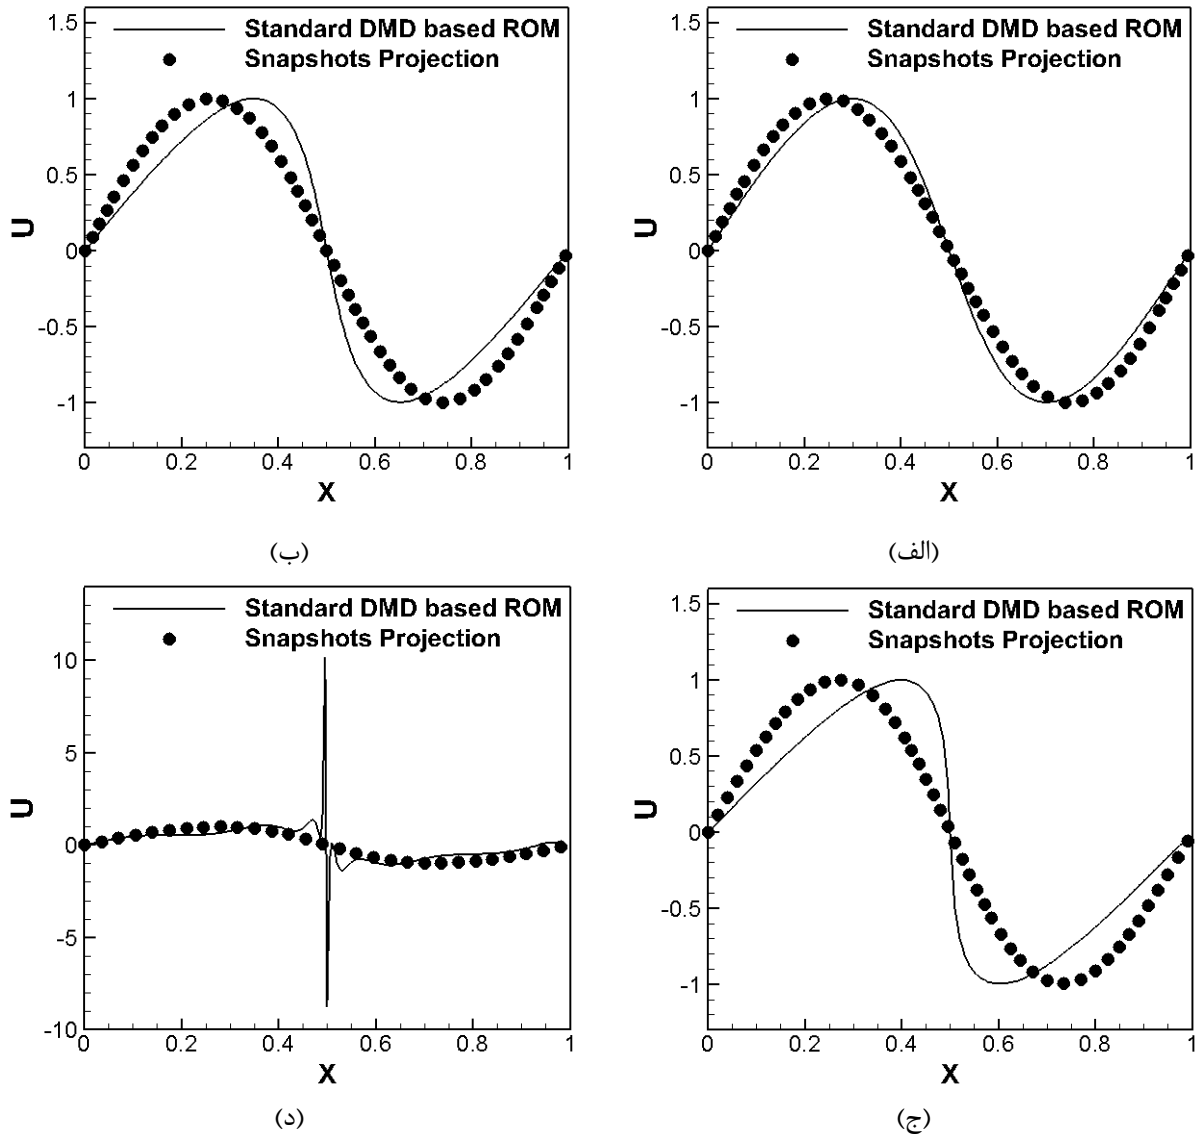 Standard DMD based ROM
Snapshots Projection
1.5
1
0.5
0
-0.5
-1
U
0 0.2 0.4 0.6 0.8 1
X
(ب)
Standard DMD based ROM
Snapshots Projection
1.5
1
0.5
0
-0.5
-1
U
0 0.2 0.4 0.6 0.8 1
X
(الف)
Standard DMD based ROM
Snapshots Projection
10
5
0
-5
-10
U
0 0.2 0.4 0.6 0.8 1
X
(د)
Standard DMD based ROM
Snapshots Projection
1.5
1
0.5
0
-0.5
-1
U
0 0.2 0.4 0.6 0.8 1
X
(ج)